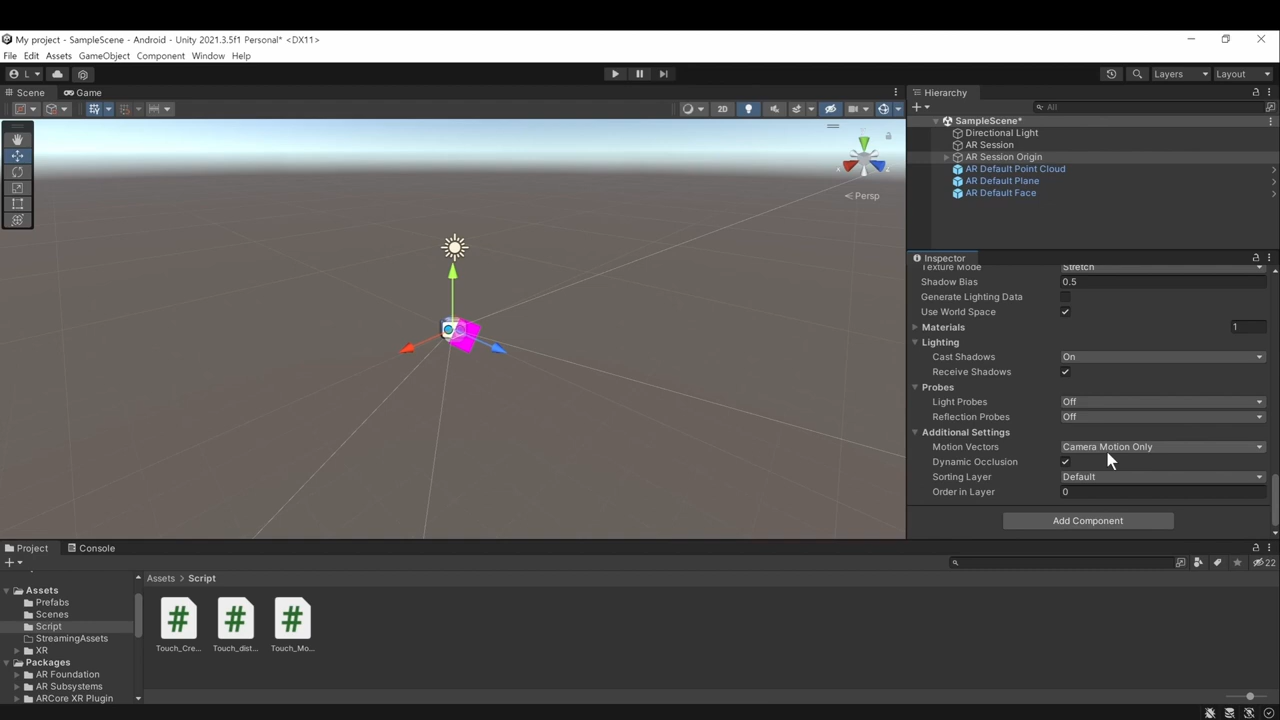 My project - SampleScene - Android - Unity 2021.3.5f1 Personal* <DX11>
File Edit Assets GameObject Component Window Help
L Layers Layout
Scene Game Hierarchy
2D All
SampleScene*
Directional Light
AR Session
AR Session Origin
AR Default Point Cloud
AR Default Plane
AR Default Face
< Persp
Inspector
Texture Mode Stretch
Shadow Bias 0.5
Generate Lighting Data
Use World Space
Materials 1
Lighting
Cast Shadows On
Receive Shadows
Probes
Light Probes Off
Reflection Probes Off
Additional Settings
Motion Vectors Camera Motion Only
Dynamic Occlusion
Sorting Layer Default
Order in Layer 0
Add Component
Project Console
22
Assets > Script
Assets
Prefabs
Scenes
Script
StreamingAssets
XR
Packages
AR Foundation
AR Subsystems
ARCore XR Plugin
Touch_Cre... Touch_dist... Touch_Mo...